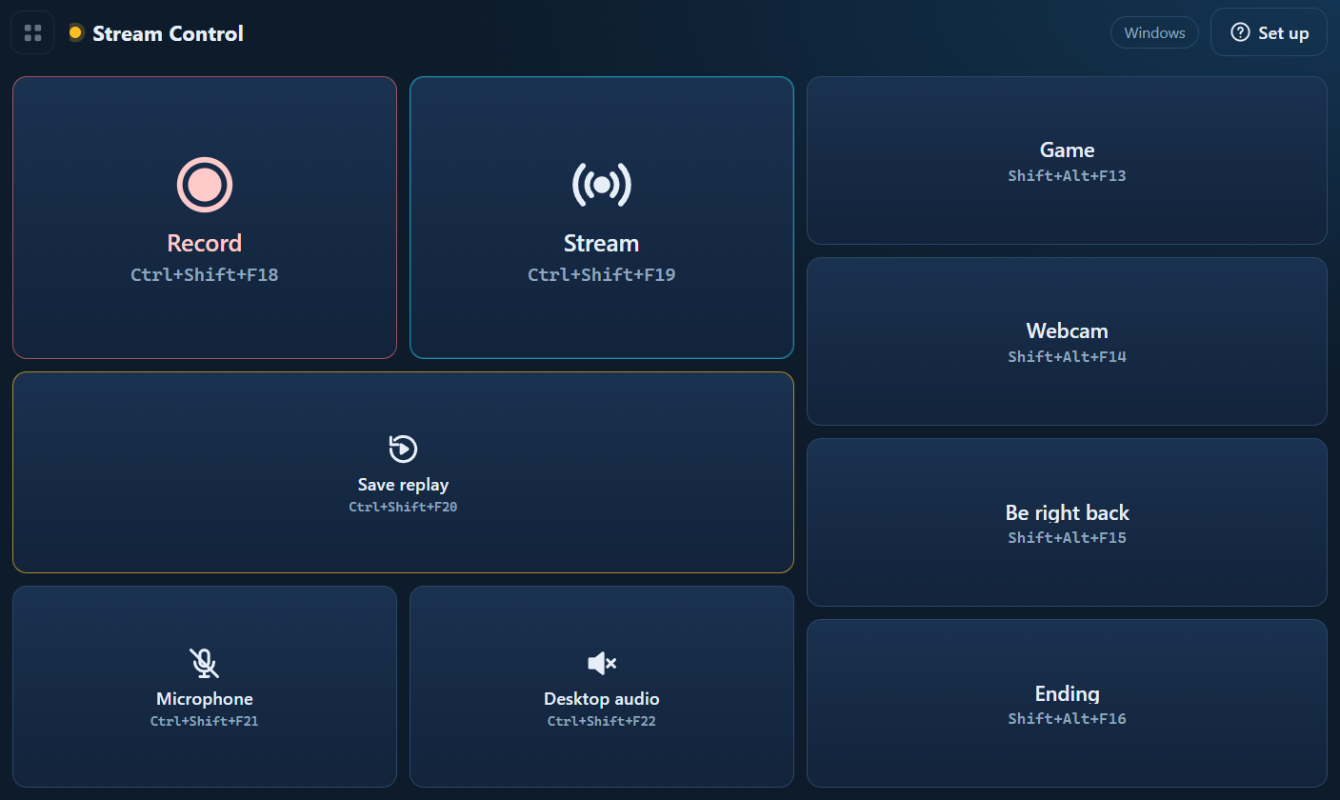 Stream Control
Windows
Set up
Record
Ctrl+Shift+F18
Stream
Ctrl+Shift+F19
Save replay
Ctrl+Shift+F20
Microphone
Ctrl+Shift+F21
Desktop audio
Ctrl+Shift+F22
Game
Shift+Alt+F13
Webcam
Shift+Alt+F14
Be right back
Shift+Alt+F15
Ending
Shift+Alt+F16